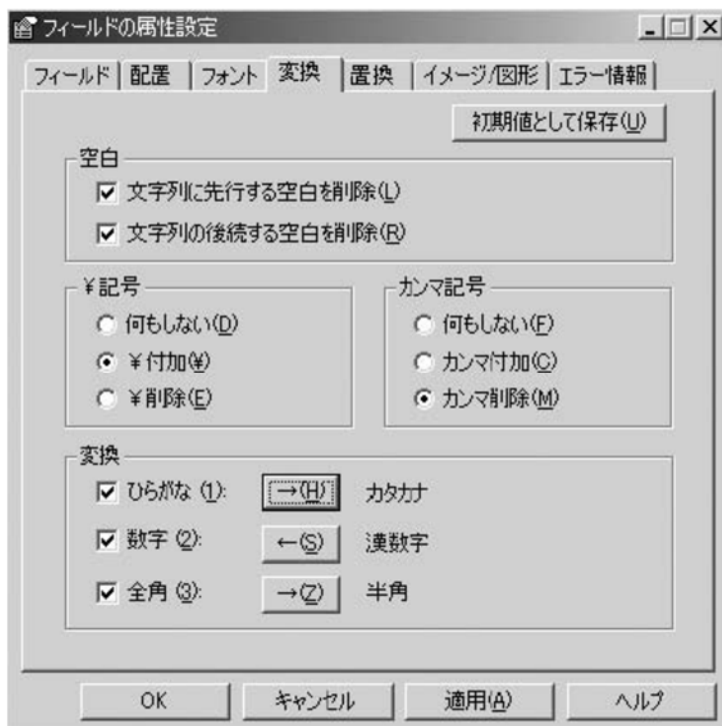 フィールドの属性設定
フィールド 配置 フォント 変換 置換 イメージ/図形 エラー情報
初期値として保存(U)
空白
文字列に先行する空白を削除(L)
文字列の後続する空白を削除(R)
¥記号
何もしない(D)
¥付加(¥)
¥削除(E)
カンマ記号
何もしない(F)
カンマ付加(C)
カンマ削除(M)
変換
ひらがな (1): →(H) カタカナ
数字 (2): ←(S) 漢数字
全角 (3): →(Z) 半角
OK キャンセル 適用(A) ヘルプ